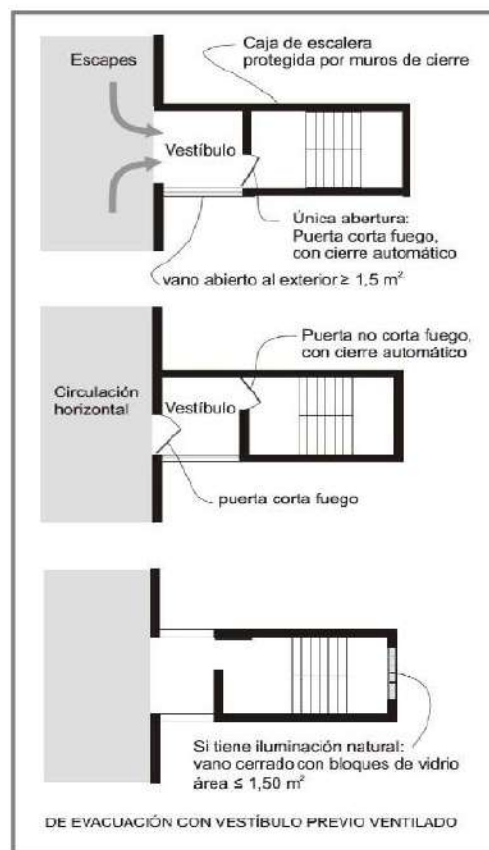 Escapes
Caja de escalera
protegida por muros de cierre
Vestíbulo
Única abertura:
Puerta corta fuego,
con cierre automático
vano abierto al exterior ≥ 1,5 m²
Puerta no corta fuego,
con cierre automático
Circulación
horizontal
Vestíbulo
puerta corta fuego
Si tiene iluminación natural:
vano cerrado con bloques de vidrio
área ≤ 1,50 m²
DE EVACUACIÓN CON VESTÍBULO PREVIO VENTILADO